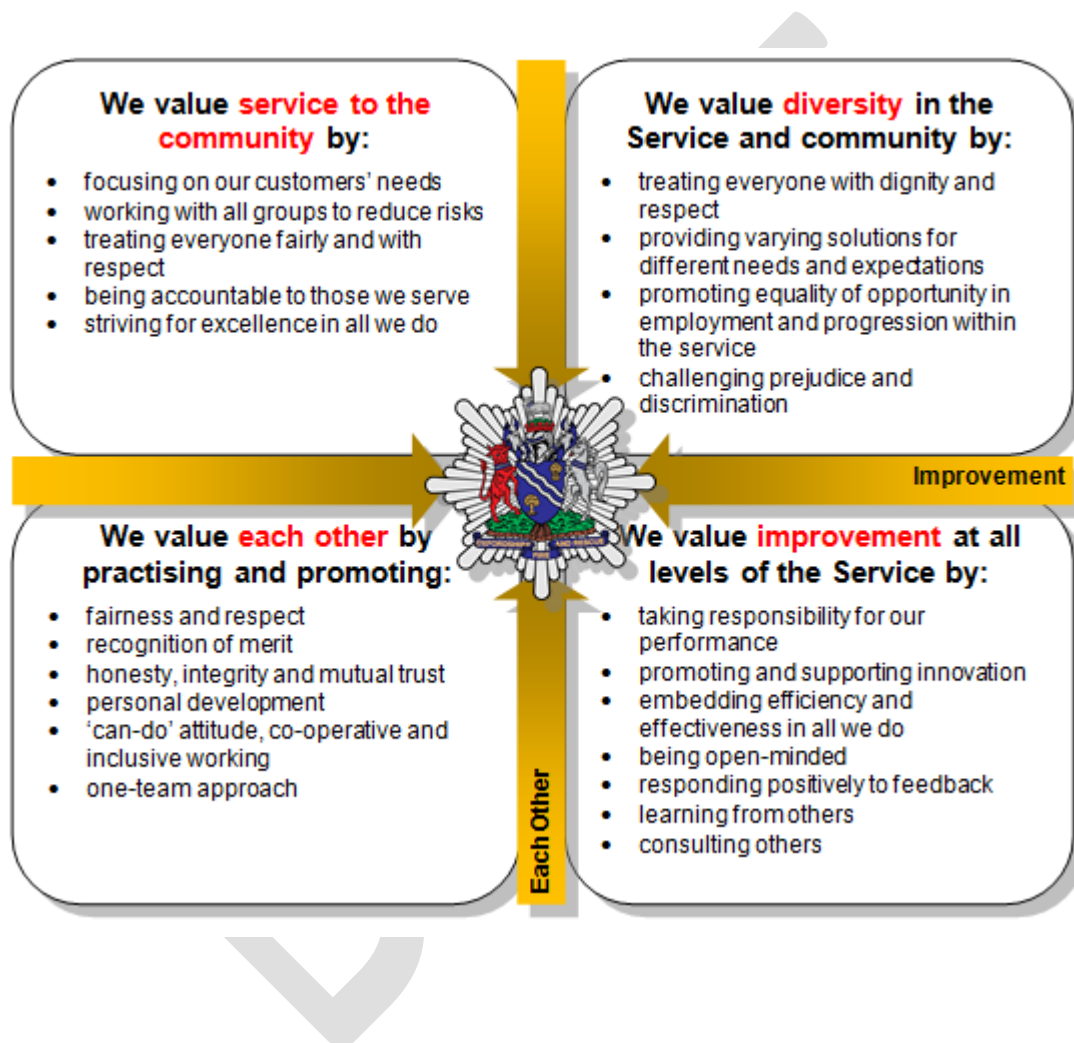 We value service to the
community by:
• focusing on our customers’ needs
• working with all groups to reduce risks
• treating everyone fairly and with
respect
• being accountable to those we serve
• striving for excellence in all we do
We value diversity in the
Service and community by:
• treating everyone with dignity and
respect
• providing varying solutions for
different needs and expectations
• promoting equality of opportunity in
employment and progression within
the service
• challenging prejudice and
discrimination
Improvement
We value each other by
practising and promoting:
• fairness and respect
• recognition of merit
• honesty, integrity and mutual trust
• personal development
• ‘can-do’ attitude, co-operative and
inclusive working
• one-team approach
Each Other
We value improvement at all
levels of the Service by:
• taking responsibility for our
performance
• promoting and supporting innovation
• embedding efficiency and
effectiveness in all we do
• being open-minded
• responding positively to feedback
• learning from others
• consulting others